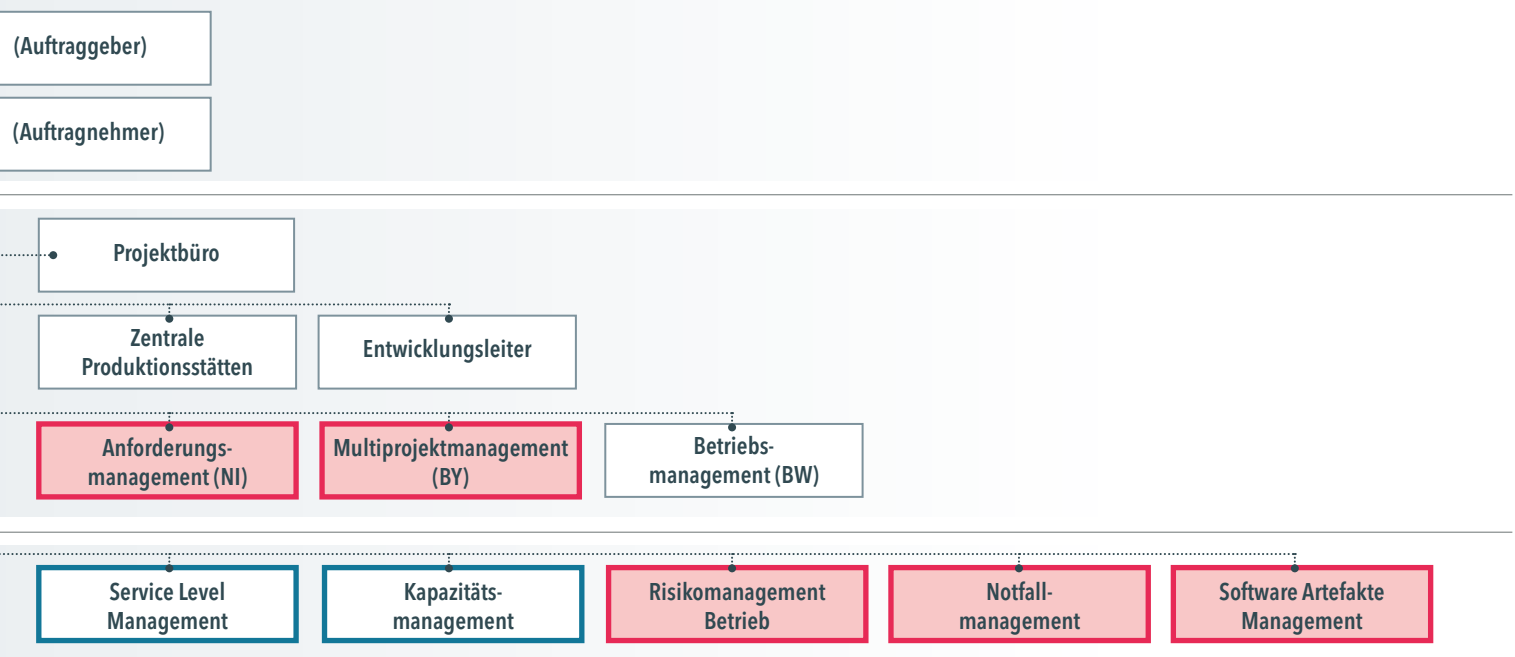 (Auftraggeber)
(Auftragnehmer)
Projektbüro
Zentrale
Produktionsstätten
Entwicklungsleiter
Anforderungs-
management (NI)
Multiprojektmanagement
(BY)
Betriebs-
management (BW)
Service Level
Management
Kapazitäts-
management
Risikomanagement
Betrieb
Notfall-
management
Software Artefakte
Management